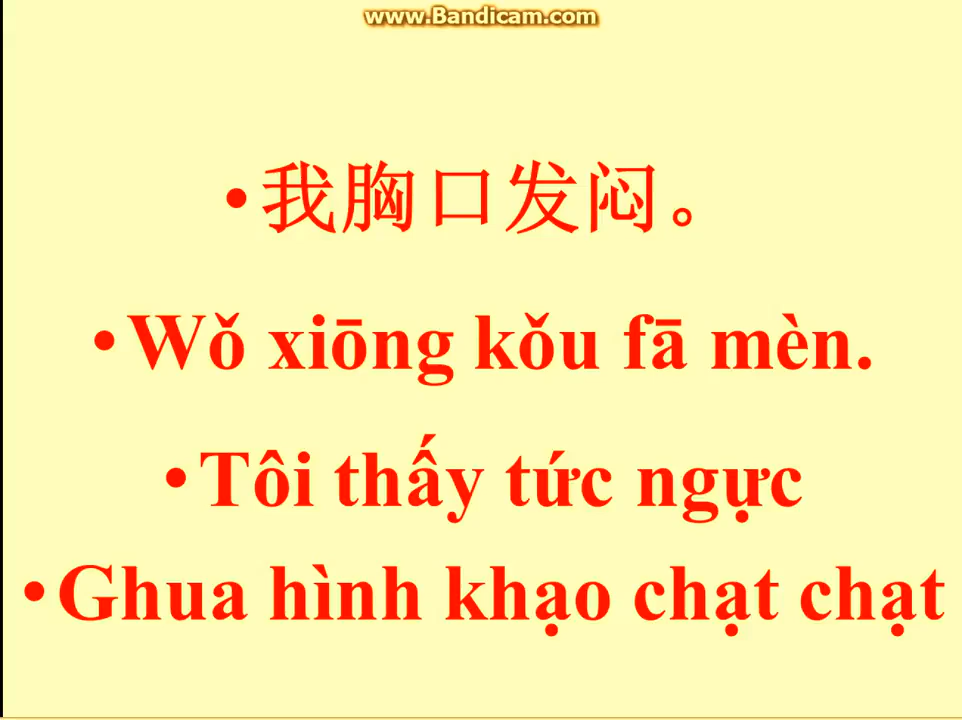 www.Bandicam.com
•我胸口发闷。
•Wǒ xiōng kǒu fā mèn.
•Tôi thấy tức ngực
•Ghua hình khạo chạt chạt